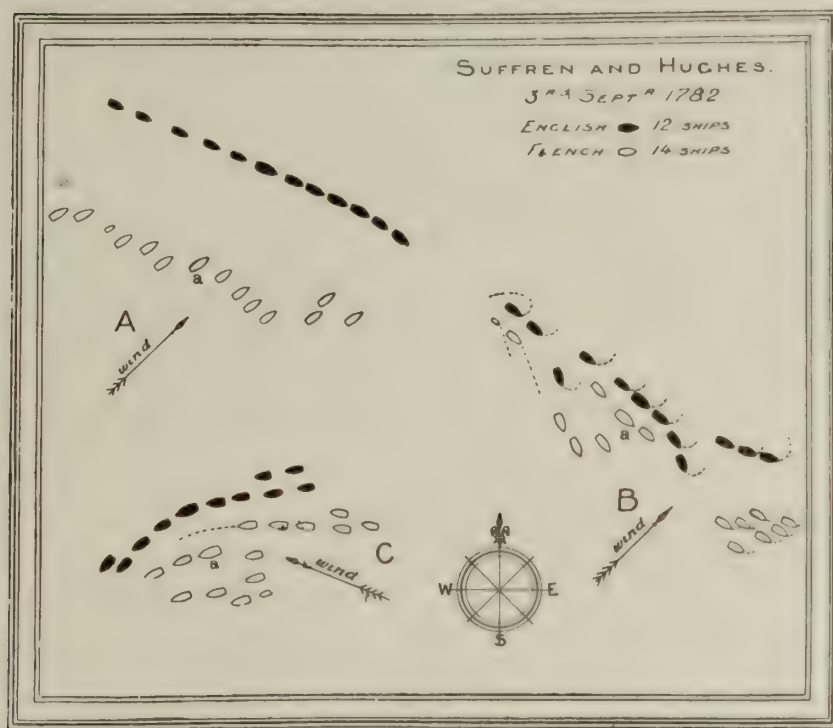 SUFFREN AND HUGHES.
3RD SEPTR 1782
ENGLISH 12 SHIPS
FRENCH 14 SHIPS
a
A
wind
a
B
wind
a
C
wind
W E
S